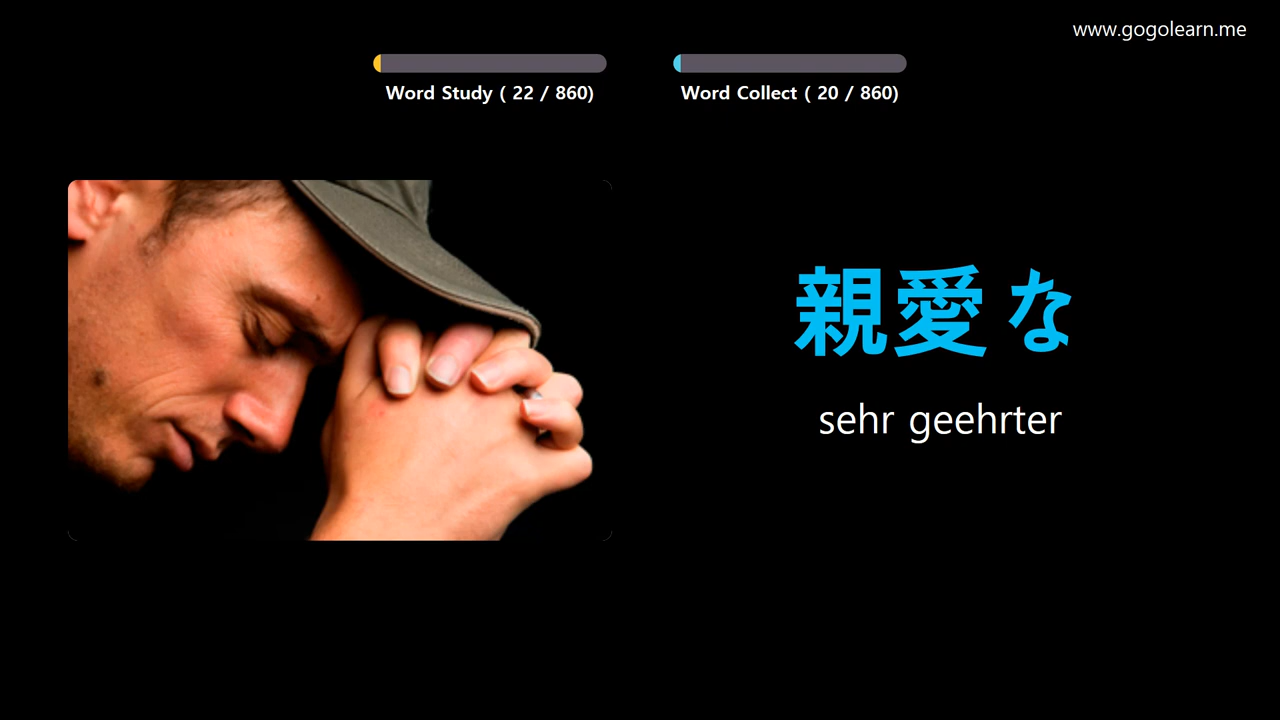 www.gogolearn.me
Word Study ( 22 / 860)
Word Collect ( 20 / 860)
親愛な
sehr geehrter